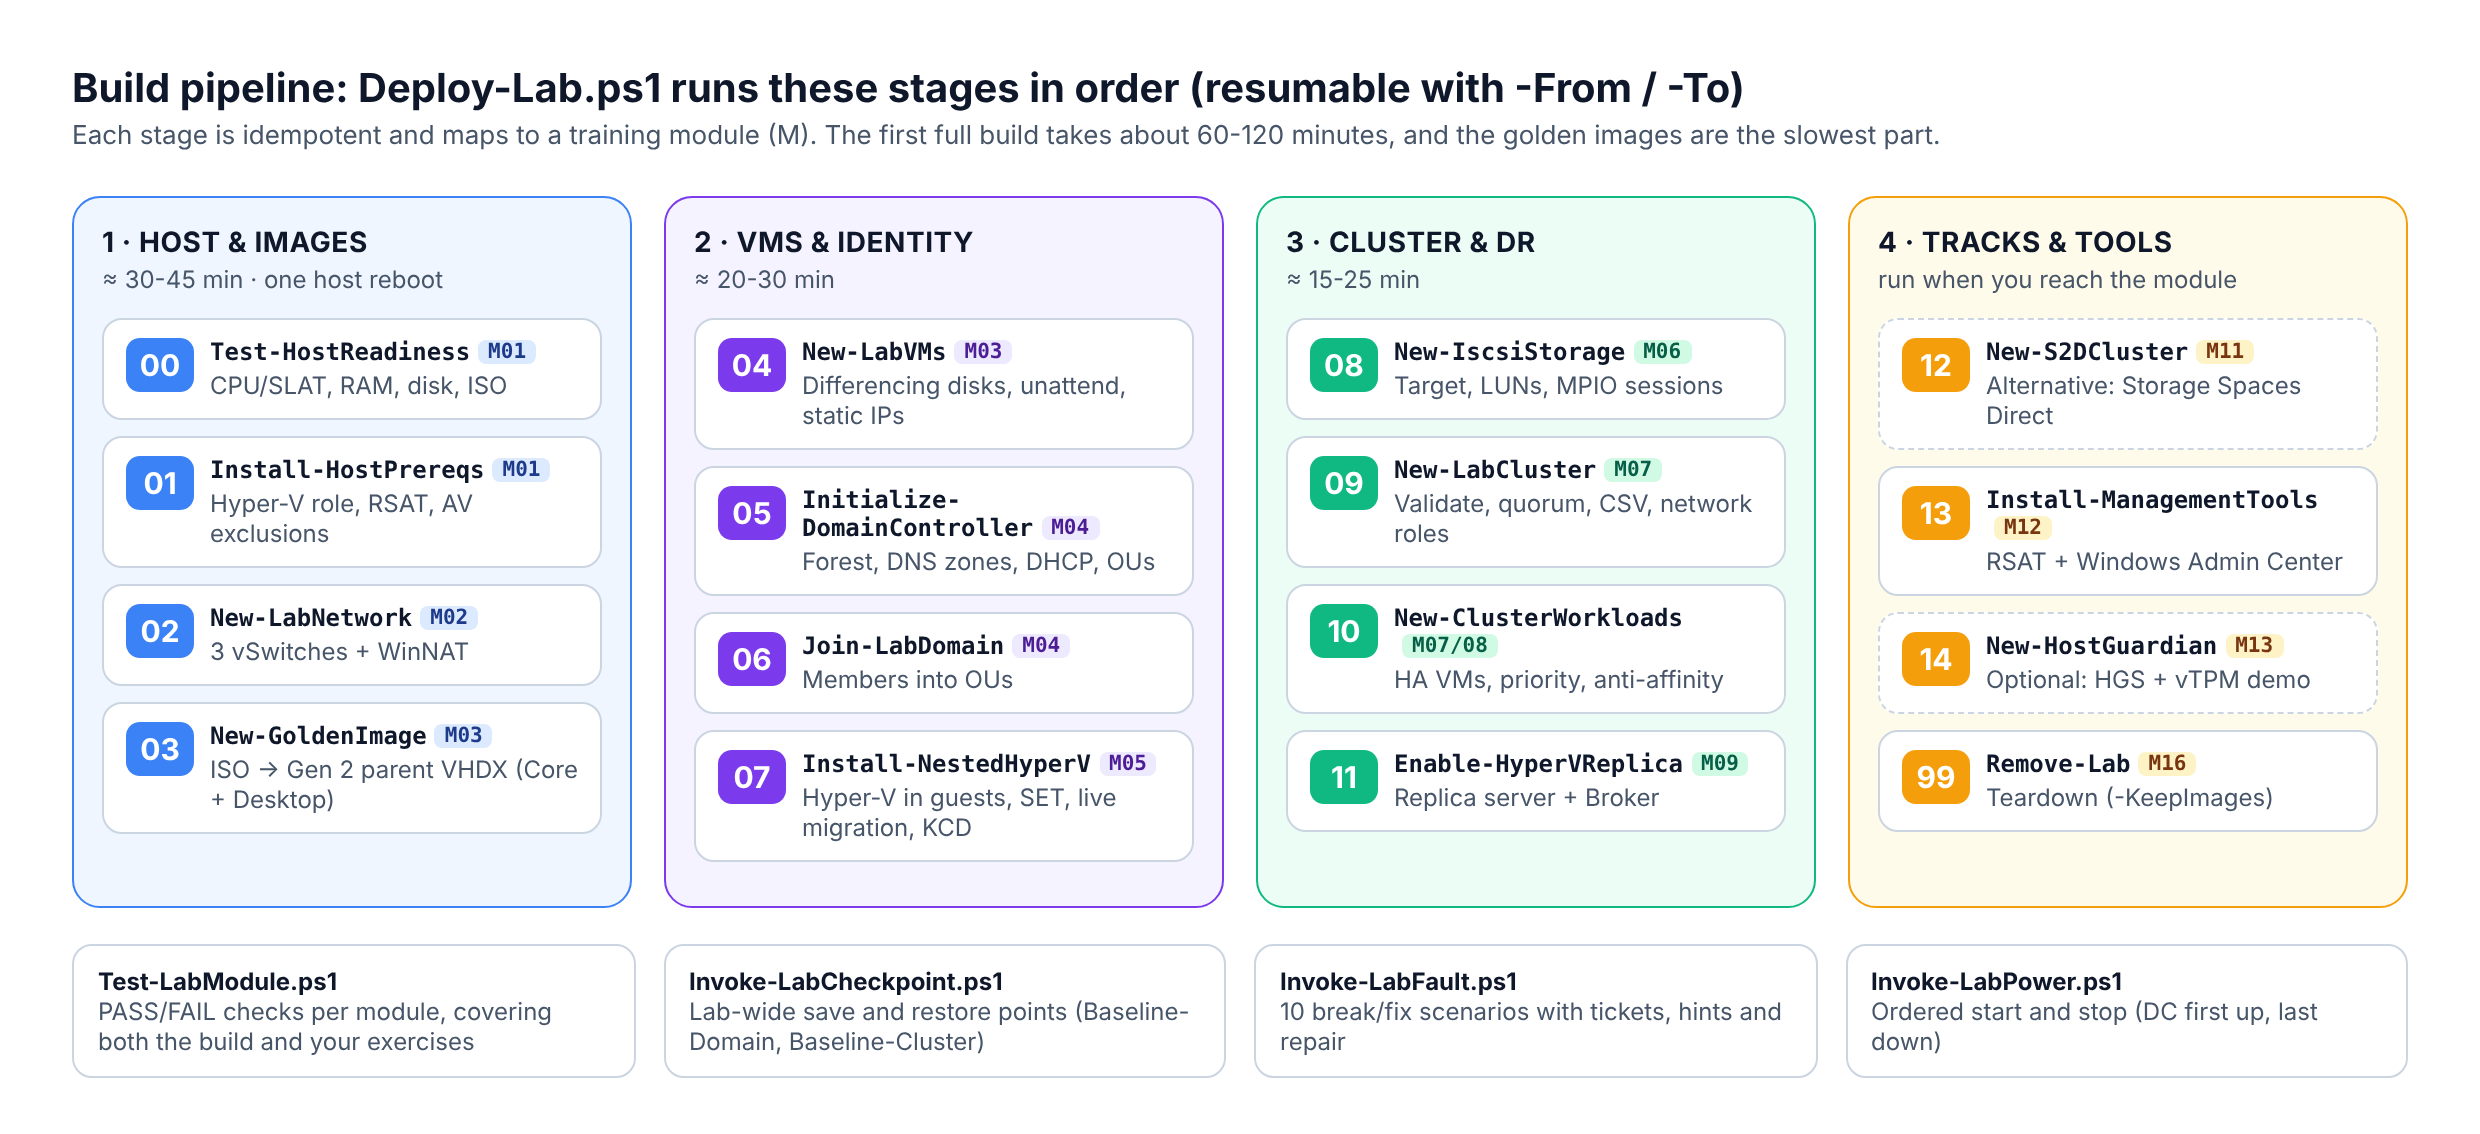 Build pipeline: Deploy-Lab.ps1 runs these stages in order (resumable with -From / -To)
Each stage is idempotent and maps to a training module (M). The first full build takes about 60-120 minutes, and the golden images are the slowest part.
1 · HOST & IMAGES
≈ 30-45 min · one host reboot
00
Test-HostReadiness M01
CPU/SLAT, RAM, disk, ISO
01
Install-HostPrereqs M01
Hyper-V role, RSAT, AV
exclusions
02
New-LabNetwork M02
3 vSwitches + WinNAT
03
New-GoldenImage M03
ISO → Gen 2 parent VHDX (Core
+ Desktop)
2 · VMS & IDENTITY
≈ 20-30 min
04
New-LabVMs M03
Differencing disks, unattend,
static IPs
05
Initialize-
DomainController M04
Forest, DNS zones, DHCP, OUs
06
Join-LabDomain M04
Members into OUs
07
Install-NestedHyperV M05
Hyper-V in guests, SET, live
migration, KCD
3 · CLUSTER & DR
≈ 15-25 min
08
New-IscsiStorage M06
Target, LUNs, MPIO sessions
09
New-LabCluster M07
Validate, quorum, CSV, network
roles
10
New-ClusterWorkloads
M07/08
HA VMs, priority, anti-affinity
11
Enable-HyperVReplica M09
Replica server + Broker
4 · TRACKS & TOOLS
run when you reach the module
12
New-S2DCluster M11
Alternative: Storage Spaces
Direct
13
Install-ManagementTools
M12
RSAT + Windows Admin Center
14
New-HostGuardian M13
Optional: HGS + vTPM demo
99
Remove-Lab M16
Teardown (-KeepImages)
Test-LabModule.ps1
PASS/FAIL checks per module, covering
both the build and your exercises
Invoke-LabCheckpoint.ps1
Lab-wide save and restore points (Baseline-
Domain, Baseline-Cluster)
Invoke-LabFault.ps1
10 break/fix scenarios with tickets, hints and
repair
Invoke-LabPower.ps1
Ordered start and stop (DC first up, last
down)